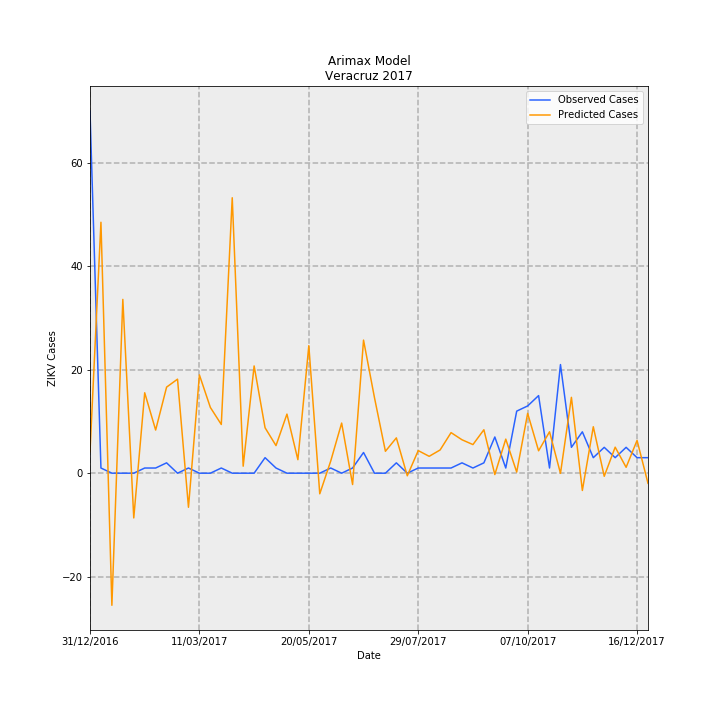 Arimax Model
Veracruz 2017
Observed Cases
Predicted Cases
60
40
20
0
−20
ZIKV Cases
31/12/2016 11/03/2017 20/05/2017 29/07/2017 07/10/2017 16/12/2017
Date